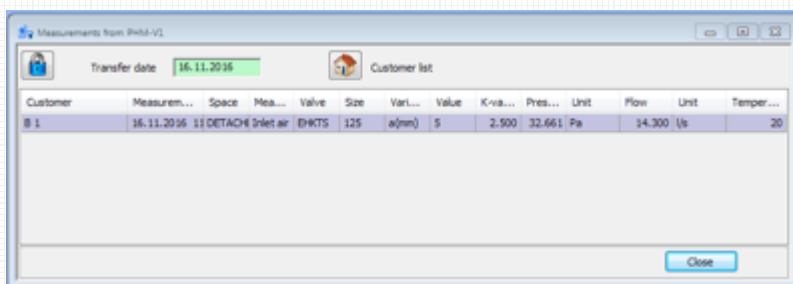 Measurements from PHM-V1
Transfer date 16.11.2016 Customer list
Customer Measurem... Space Mea... Valve Size Vari... Value K-va... Pres... Unit Flow Unit Temper...
B 1 16.11.2016 11 DETACH Inlet air EHKTS 125 a(mm) 5 2.500 32.661 Pa 14.300 l/s 20
Close